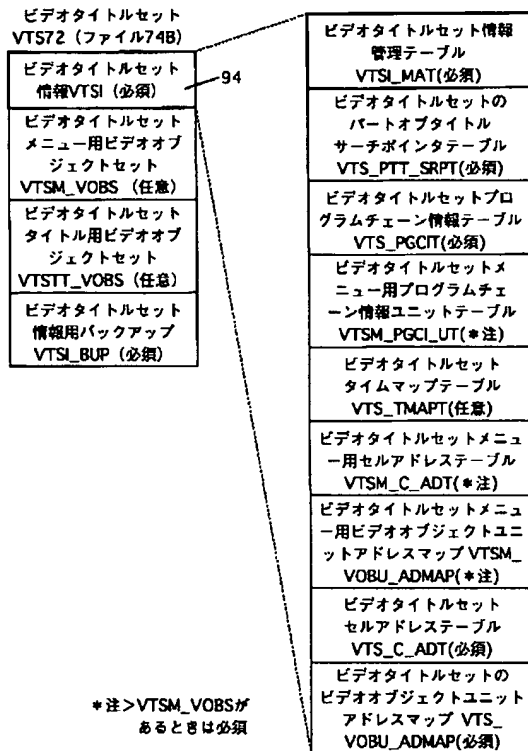 ビデオタイトルセット
VTS72 (ファイル74B)
ビデオタイトルセット
情報VTSI (必須)
94
ビデオタイトルセット
メニュー用ビデオオブ
ジェクトセット
VTSM_VOBS (任意)
ビデオタイトルセット
タイトル用ビデオオブ
ジェクトセット
VTSTT_VOBS (任意)
ビデオタイトルセット
情報用バックアップ
VTSI_BUP (必須)
ビデオタイトルセット情報
管理テーブル
VTSI_MAT(必須)
ビデオタイトルセットの
パートオブタイトル
サーチポインタテーブル
VTS_PTT_SRPT(必須)
ビデオタイトルセットプロ
グラムチェーン情報テーブル
VTS_PGCIT(必須)
ビデオタイトルセットメ
ニュー用プログラムチェ
ーン情報ユニットテーブル
VTSM_PGCI_UT(*注)
ビデオタイトルセット
タイムマップテーブル
VTS_TMAPT(任意)
ビデオタイトルセットメニュ
ー用セルアドレステーブル
VTSM_C_ADT(*注)
ビデオタイトルセットメニュ
ー用ビデオオブジェクトユニ
ットアドレスマップ VTSM_
VOBU_ADMAP(*注)
ビデオタイトルセット
セルアドレステーブル
VTS_C_ADT(必須)
ビデオタイトルセットの
ビデオオブジェクトユニット
アドレスマップ VTS_
VOBU_ADMAP(必須)
*注>VTSM_VOBSが
あるときは必須